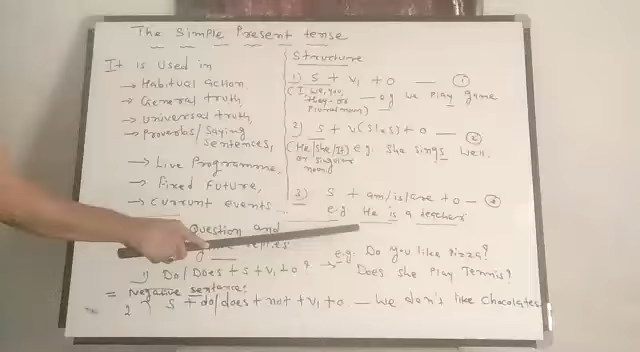 The Simple Present tense
It is used in
→ Habitual action
→ General truth,
→ Universal truth,
→ Proverbs/Saying
sentences,
→ Live Programme,
→ Fixed Future,
→ Current events
Structure
1) S + V1 + O — 1
(I, we, you,
they - or
Plural noun) — e.g we Play game
2) S + V(s/es) + O — 2
(He/She/It) e.g. She sings well.
or singular
noun)
3) S + am/is/are + O —
e.g He is a teacher
Question and
replies
1) Do/Does + S + V1 + O?
e.g. Do you like Pizza?
→ Does she Play Tennis?
= Negative sentence:
2 S + do/does + not + V1 + O. — We don't like Chocolates